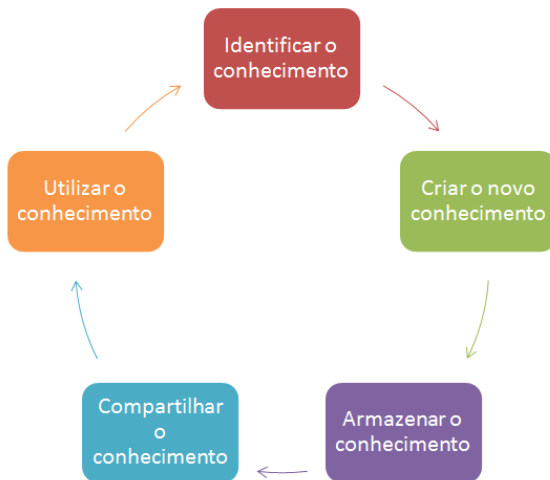 Identificar o
conhecimento
Criar o novo
conhecimento
Armazenar o
conhecimento
Compartilhar
o
conhecimento
Utilizar o
conhecimento